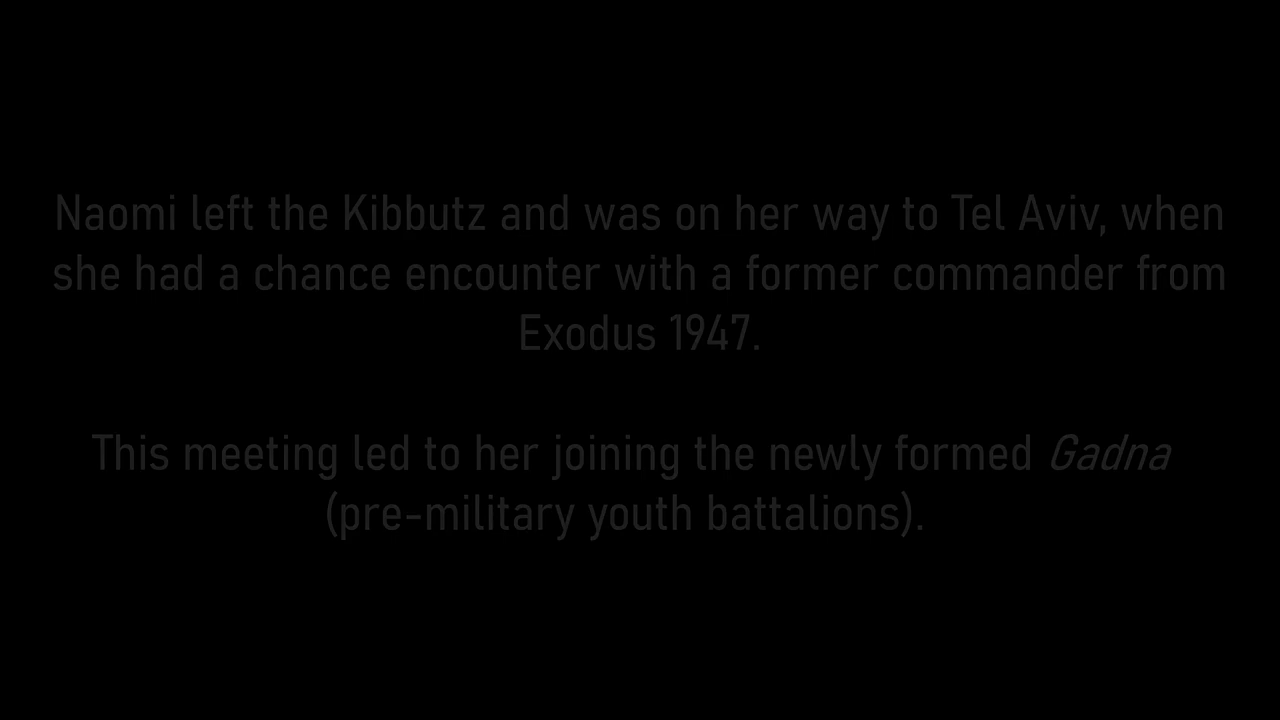 Naomi left the Kibbutz and was on her way to Tel Aviv, when
she had a chance encounter with a former commander from
Exodus 1947.
This meeting led to her joining the newly formed Gadna
(pre-military youth battalions).